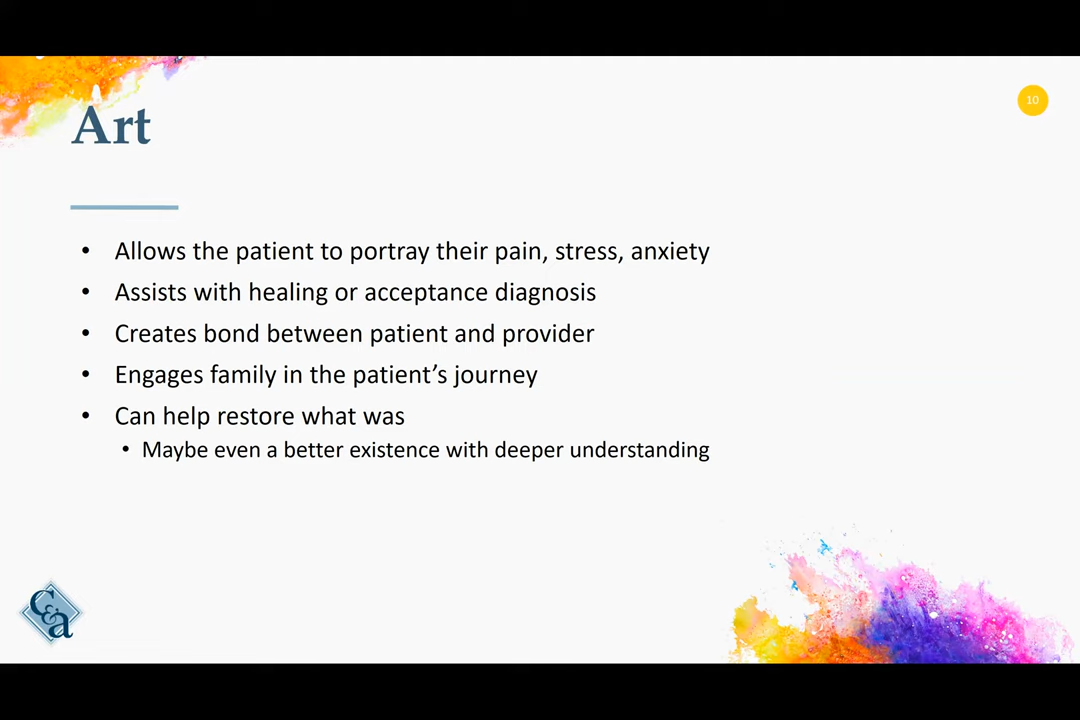 10
Art
• Allows the patient to portray their pain, stress, anxiety
• Assists with healing or acceptance diagnosis
• Creates bond between patient and provider
• Engages family in the patient’s journey
• Can help restore what was
• Maybe even a better existence with deeper understanding
C&a